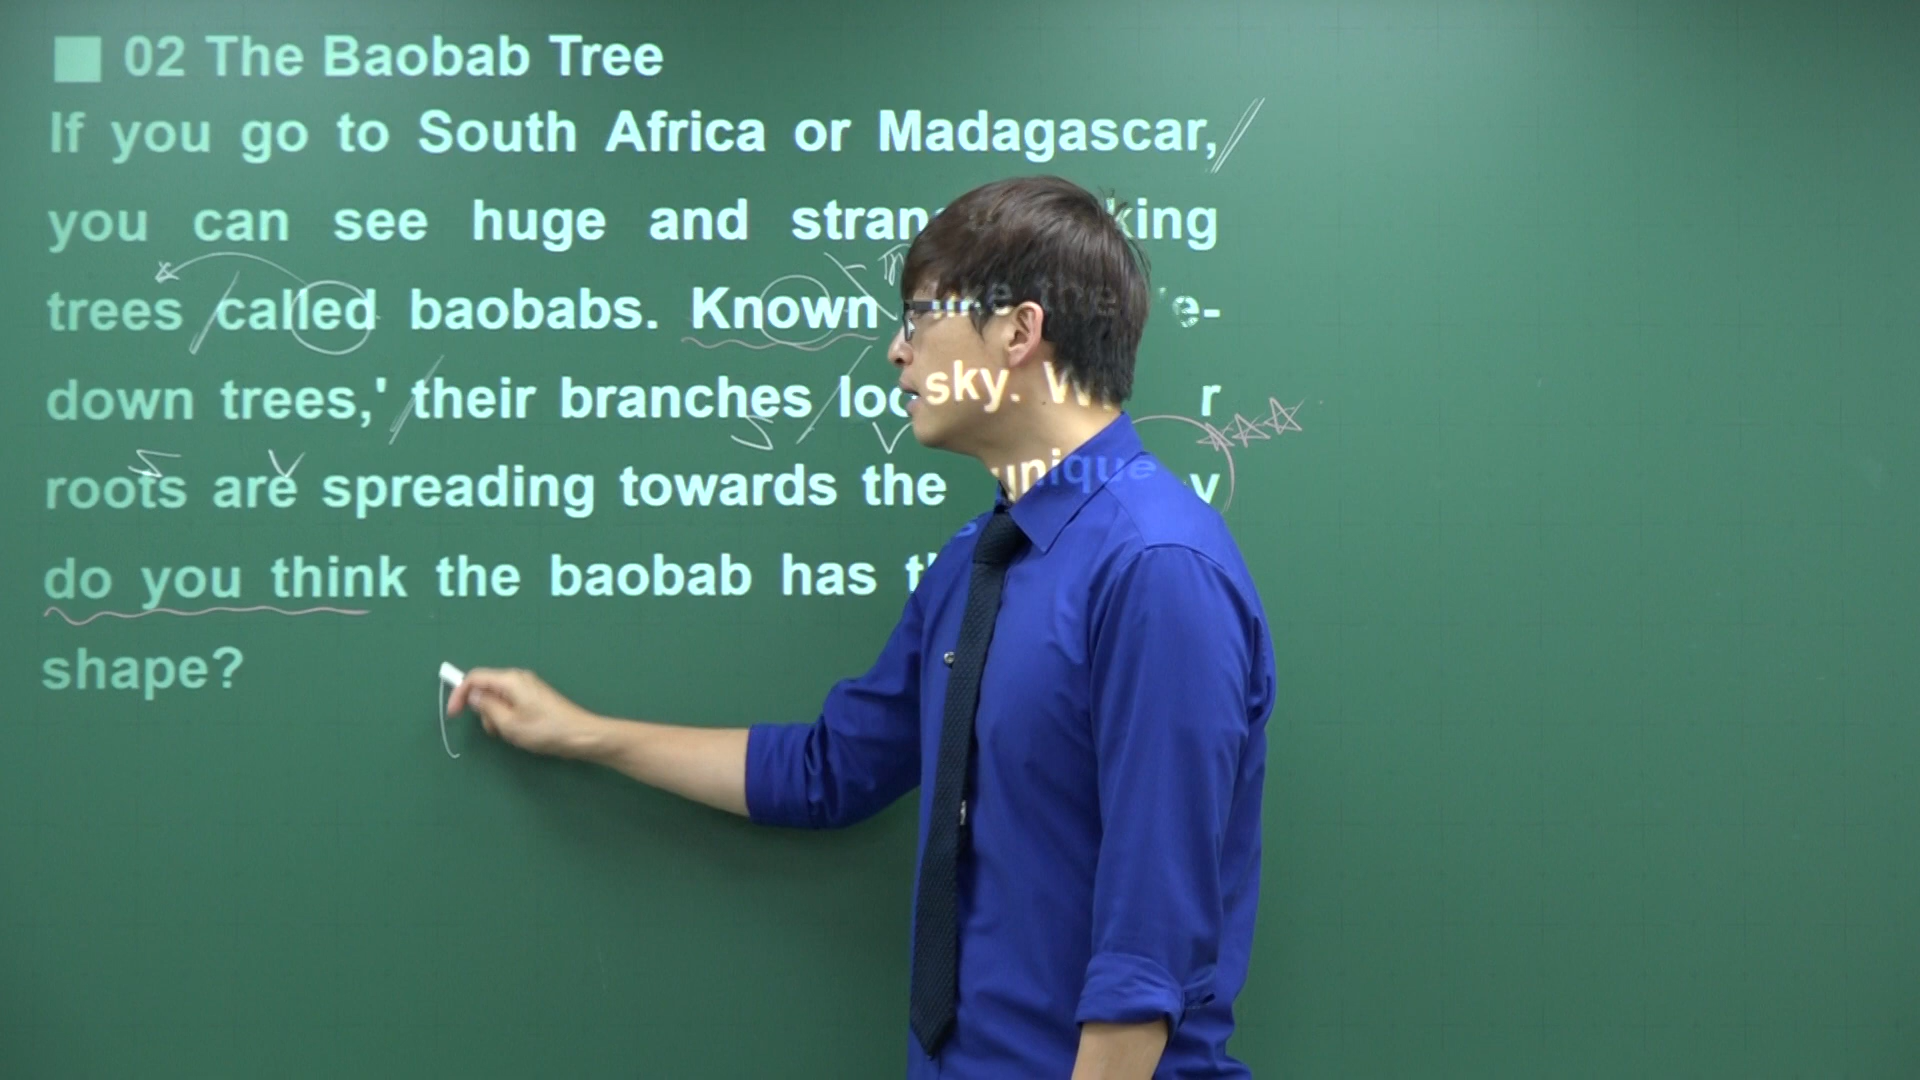 02 The Baobab Tree
If you go to South Africa or Madagascar,
you can see huge and king
trees called baobabs. Known e-
down trees,' their branches sky. r
roots are spreading towards the unique y
do you think the baobab has
shape?